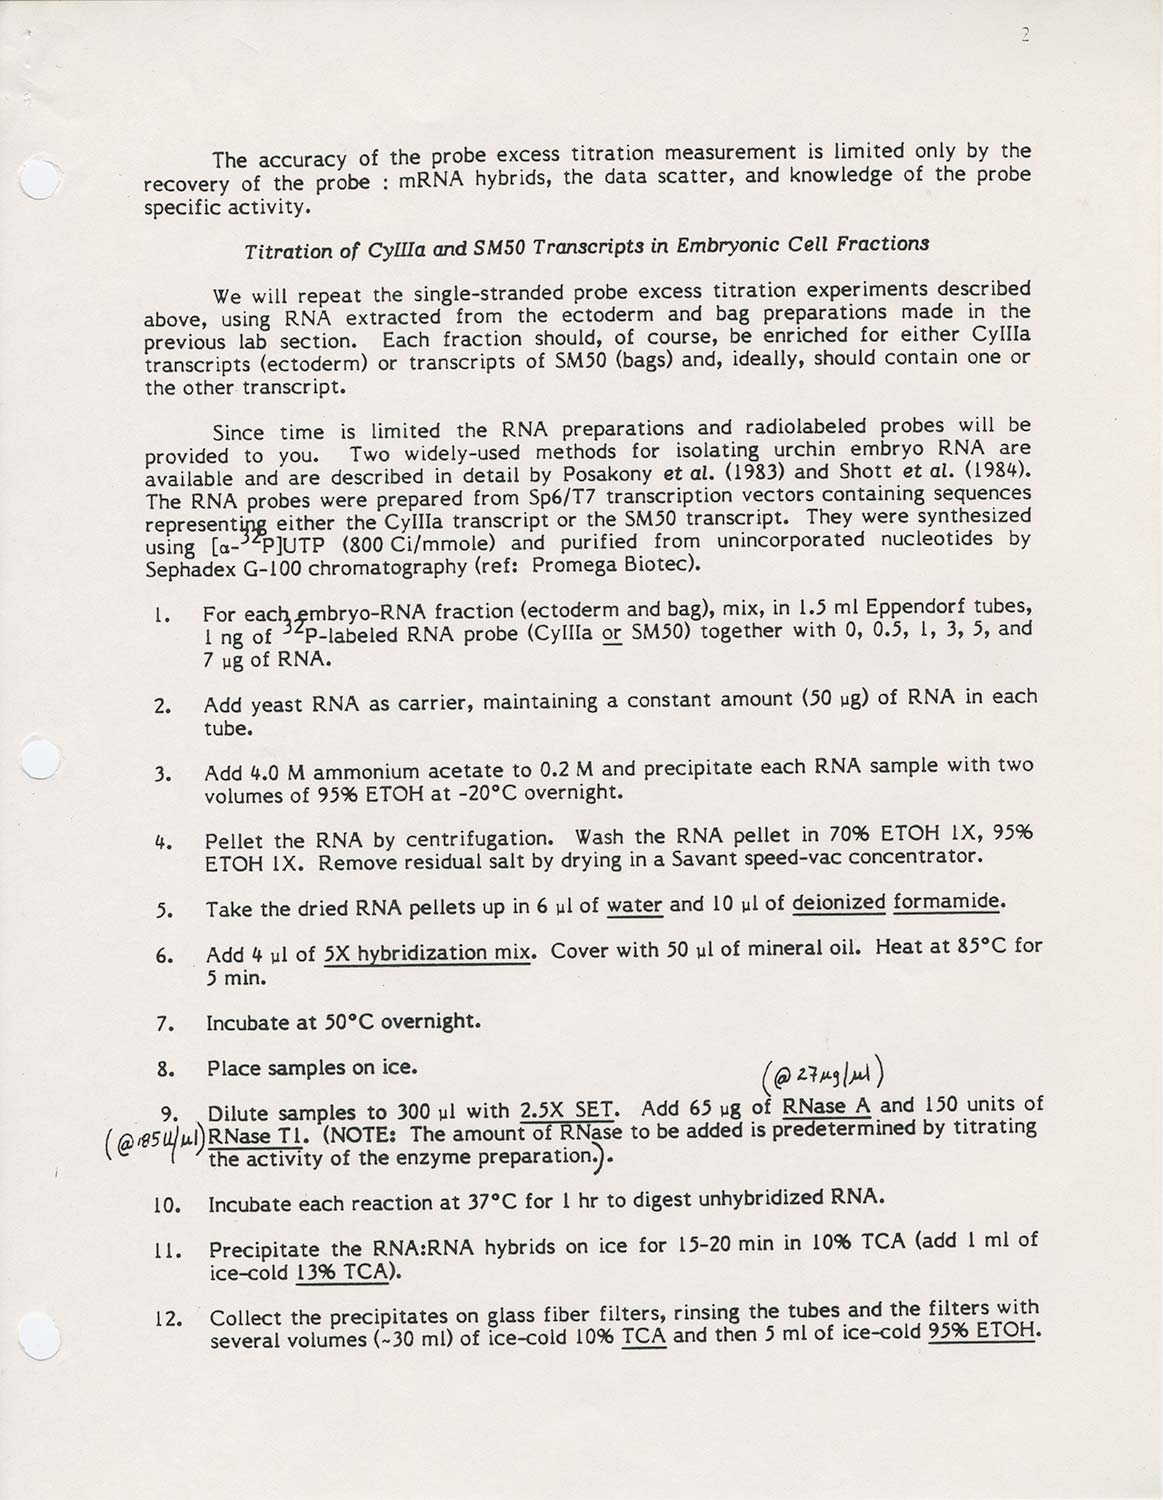 2
The accuracy of the probe excess titration measurement is limited only by the
recovery of the probe : mRNA hybrids, the data scatter, and knowledge of the probe
specific activity.
Titration of CyIIIa and SM50 Transcripts in Embryonic Cell Fractions
We will repeat the single-stranded probe excess titration experiments described
above, using RNA extracted from the ectoderm and bag preparations made in the
previous lab section. Each fraction should, of course, be enriched for either CyIIIa
transcripts (ectoderm) or transcripts of SM50 (bags) and, ideally, should contain one or
the other transcript.
Since time is limited the RNA preparations and radiolabeled probes will be
provided to you. Two widely-used methods for isolating urchin embryo RNA are
available and are described in detail by Posakony et al. (1983) and Shott et al. (1984).
The RNA probes were prepared from Sp6/T7 transcription vectors containing sequences
representing either the CyIIIa transcript or the SM50 transcript. They were synthesized
using [α-³²P]UTP (800 Ci/mmole) and purified from unincorporated nucleotides by
Sephadex G-100 chromatography (ref: Promega Biotec).
1. For each embryo-RNA fraction (ectoderm and bag), mix, in 1.5 ml Eppendorf tubes,
1 ng of ³²P-labeled RNA probe (CyIIIa or SM50) together with 0, 0.5, 1, 3, 5, and
7 µg of RNA.
2. Add yeast RNA as carrier, maintaining a constant amount (50 µg) of RNA in each
tube.
3. Add 4.0 M ammonium acetate to 0.2 M and precipitate each RNA sample with two
volumes of 95% ETOH at -20°C overnight.
4. Pellet the RNA by centrifugation. Wash the RNA pellet in 70% ETOH 1X, 95%
ETOH 1X. Remove residual salt by drying in a Savant speed-vac concentrator.
5. Take the dried RNA pellets up in 6 µl of water and 10 µl of deionized formamide.
6. Add 4 µl of 5X hybridization mix. Cover with 50 µl of mineral oil. Heat at 85°C for
5 min.
7. Incubate at 50°C overnight.
8. Place samples on ice.
(@ 27µg/µl)
9. Dilute samples to 300 µl with 2.5X SET. Add 65 µg of RNase A and 150 units of
(@ 185U/µl) RNase T1. (NOTE: The amount of RNase to be added is predetermined by titrating
the activity of the enzyme preparation.).
10. Incubate each reaction at 37°C for 1 hr to digest unhybridized RNA.
11. Precipitate the RNA:RNA hybrids on ice for 15-20 min in 10% TCA (add 1 ml of
ice-cold 13% TCA).
12. Collect the precipitates on glass fiber filters, rinsing the tubes and the filters with
several volumes (~30 ml) of ice-cold 10% TCA and then 5 ml of ice-cold 95% ETOH.